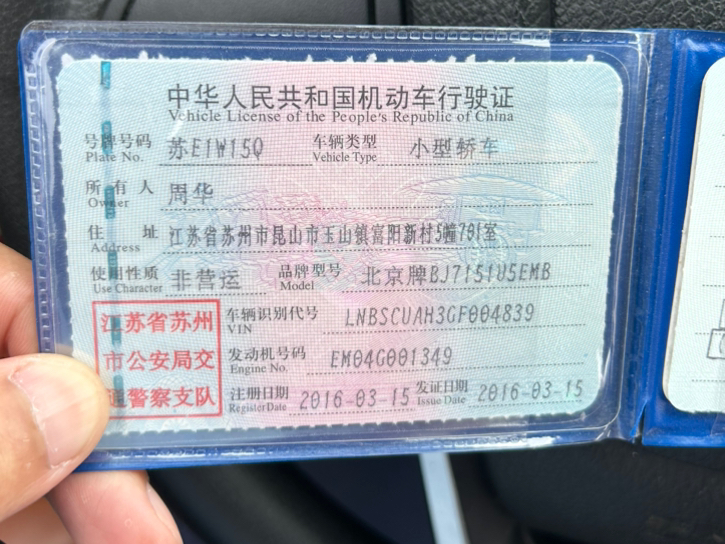 中华人民共和国机动车行驶证
Vehicle License of the People's Republic of China
号牌号码 苏E1W15Q 车辆类型 小型轿车
Plate No. Vehicle Type
所有人 周华
Owner
住址 江苏省苏州市昆山市玉山镇富阳新村5幢701室
Address
使用性质 非营运 品牌型号 北京牌BJ7151U5EMB
Use Character Model
江苏省苏州
市公安局交
通警察支队
车辆识别代号 LNBSCUAH3GF004839
VIN
发动机号码 EM04G001349
Engine No.
注册日期 2016-03-15 发证日期 2016-03-15
Register Date Issue Date